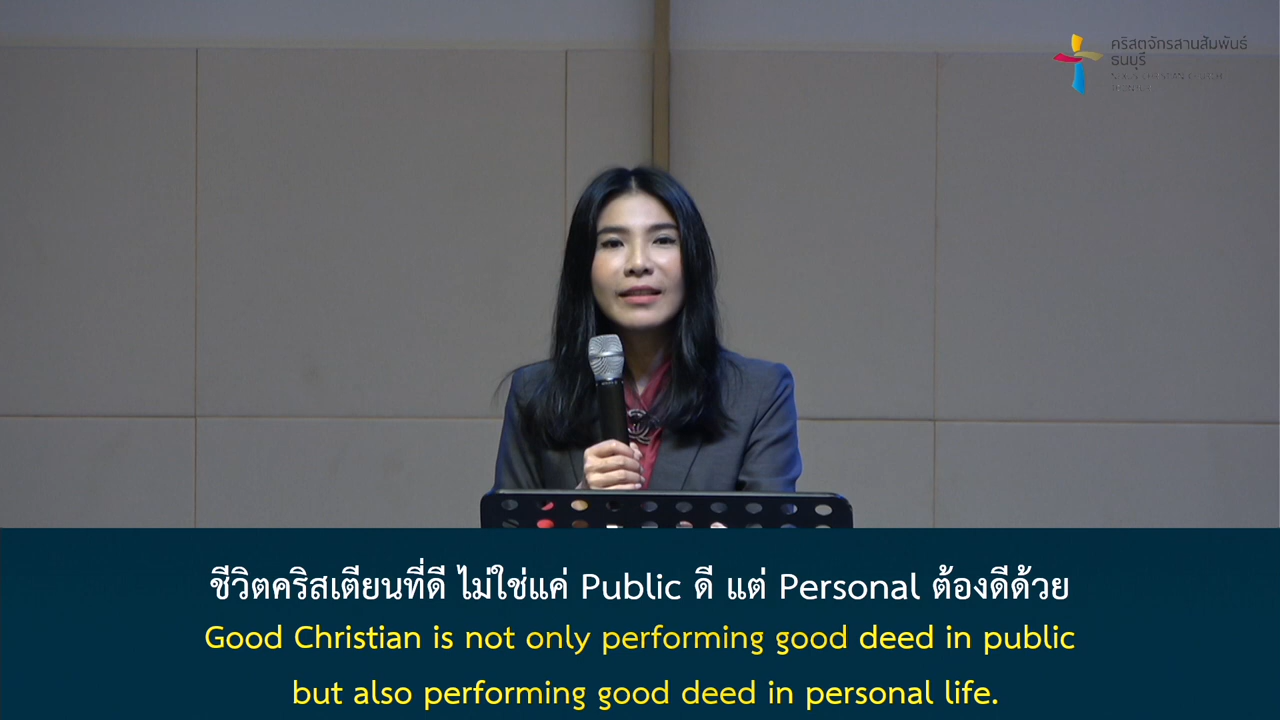 คริสตจักรสานสัมพันธ์
ธนบุรี
ชีวิตคริสเตียนที่ดี ไม่ใช่แค่ Public ดี แต่ Personal ต้องดีด้วย
Good Christian is not only performing good deed in public
but also performing good deed in personal life.